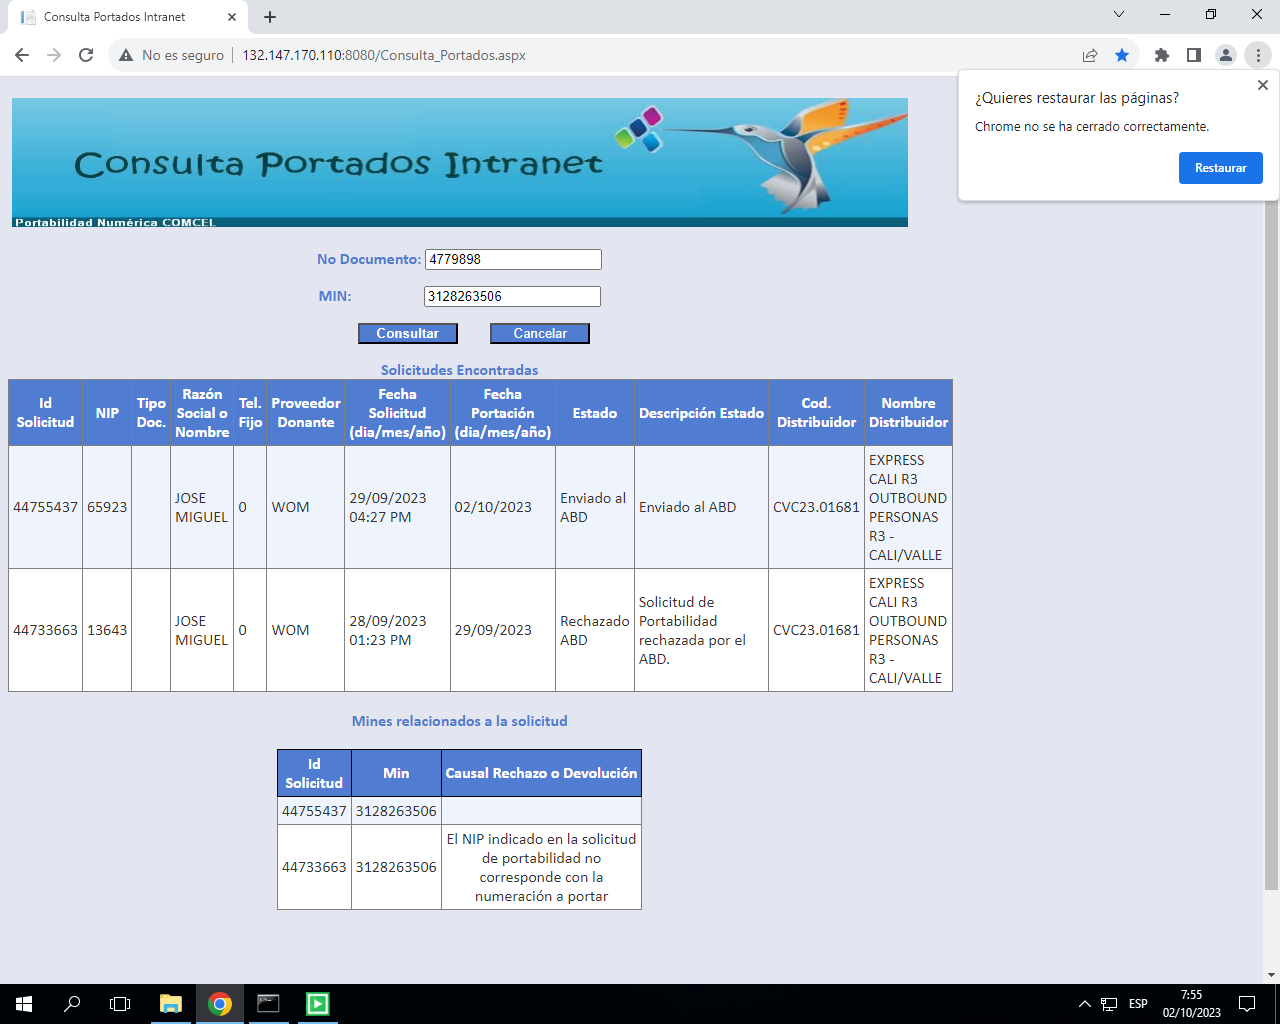 Consulta Portados Intranet
No es seguro
132.147.170.110:8080/Consulta_Portados.aspx
¿Quieres restaurar las páginas?
Chrome no se ha cerrado correctamente.
Restaurar
Consulta Portados Intranet
Portabilidad Numérica COMCEL
No Documento: 4779898
MIN: 3128263506
Consultar Cancelar
Solicitudes Encontradas
Id Solicitud NIP Tipo Doc. Razón Social o Nombre Tel. Fijo Proveedor Donante Fecha Solicitud (dia/mes/año) Fecha Portación (dia/mes/año) Estado Descripción Estado Cod. Distribuidor Nombre Distribuidor
44755437 65923 JOSE MIGUEL 0 WOM 29/09/2023 04:27 PM 02/10/2023 Enviado al ABD Enviado al ABD CVC23.01681 EXPRESS CALI R3 OUTBOUND PERSONAS R3 - CALI/VALLE
44733663 13643 JOSE MIGUEL 0 WOM 28/09/2023 01:23 PM 29/09/2023 Rechazado ABD Solicitud de Portabilidad rechazada por el ABD. CVC23.01681 EXPRESS CALI R3 OUTBOUND PERSONAS R3 - CALI/VALLE
Mines relacionados a la solicitud
Id Solicitud Min Causal Rechazo o Devolución
44755437 3128263506
44733663 3128263506 El NIP indicado en la solicitud de portabilidad no corresponde con la numeración a portar
ESP
7:55
02/10/2023